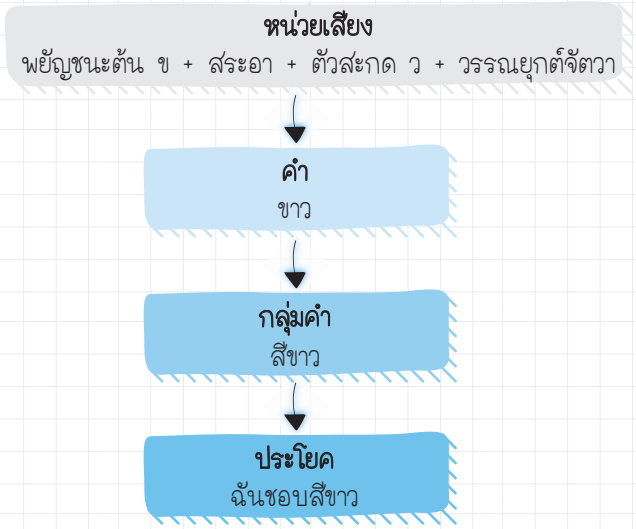 หน่วยเสียง
พยัญชนะต้น ข + สระอา + ตัวสะกด ว + วรรณยุกต์จัตวา
คำ
ขาว
กลุ่มคำ
สีขาว
ประโยค
ฉันชอบสีขาว